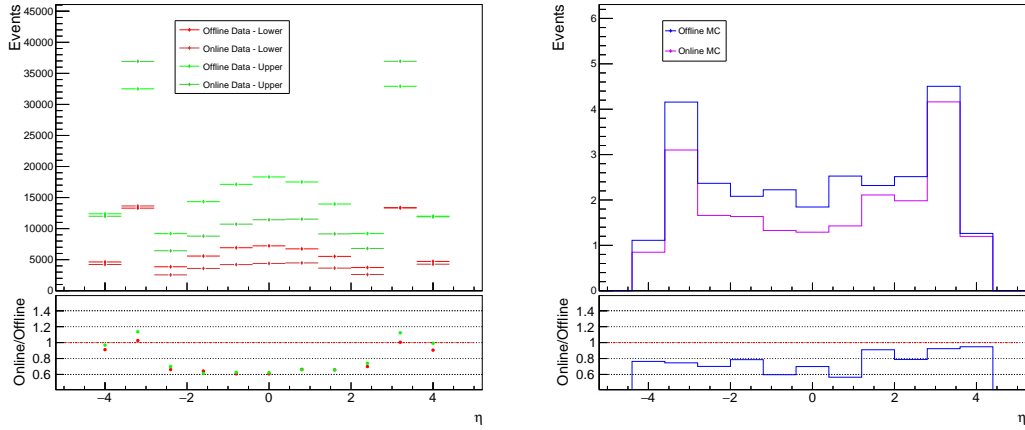 Events
45000
40000
35000
30000
25000
20000
15000
10000
5000
0
Offline Data - Lower
Online Data - Lower
Offline Data - Upper
Online Data - Upper
Online/Offline
1.4
1.2
1
0.8
0.6
−4 −2 0 2 4
η
Events
6
5
4
3
2
1
0
Offline MC
Online MC
Online/Offline
1.4
1.2
1
0.8
0.6
−4 −2 0 2 4
η